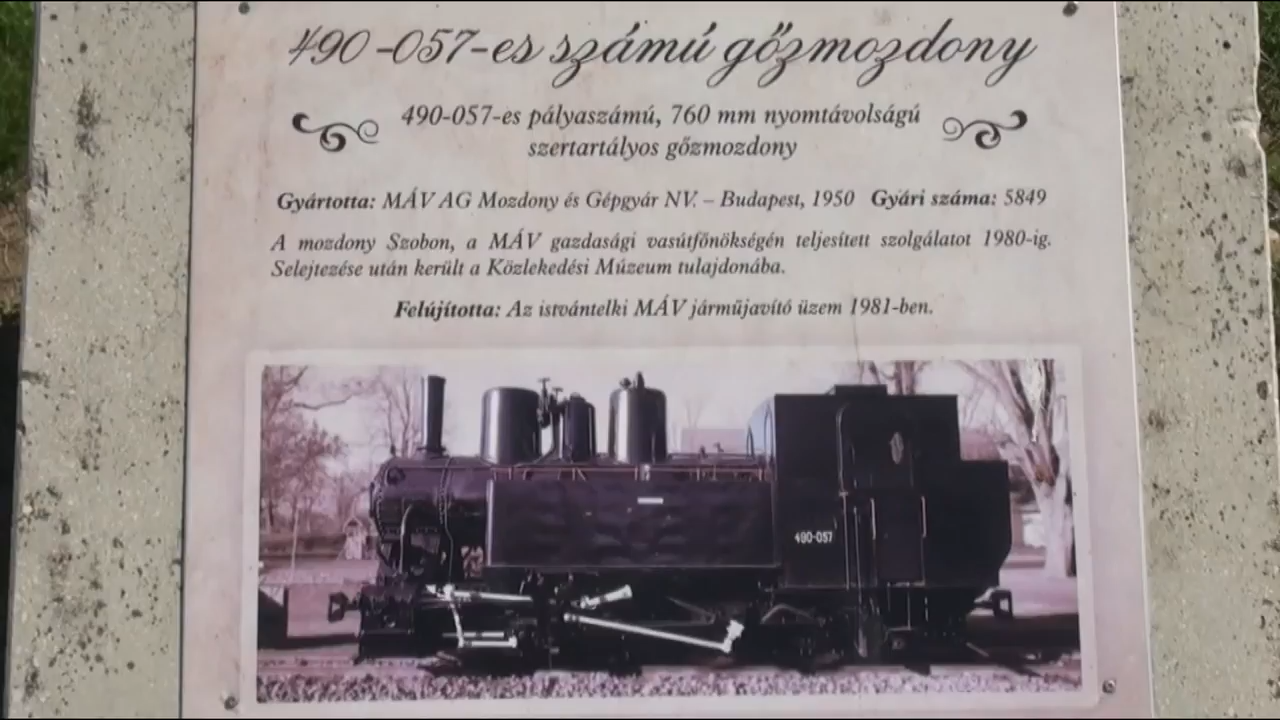 490-057-es számú gőzmozdony
490-057-es pályaszámú, 760 mm nyomtávolságú
szertartályos gőzmozdony
Gyártotta: MÁV AG Mozdony és Gépgyár NV. – Budapest, 1950 Gyári száma: 5849
A mozdony Szobon, a MÁV gazdasági vasútfőnökségén teljesített szolgálatot 1980-ig.
Selejtezése után került a Közlekedési Múzeum tulajdonába.
Felújította: Az istvántelki MÁV járműjavító üzem 1981-ben.
490-057